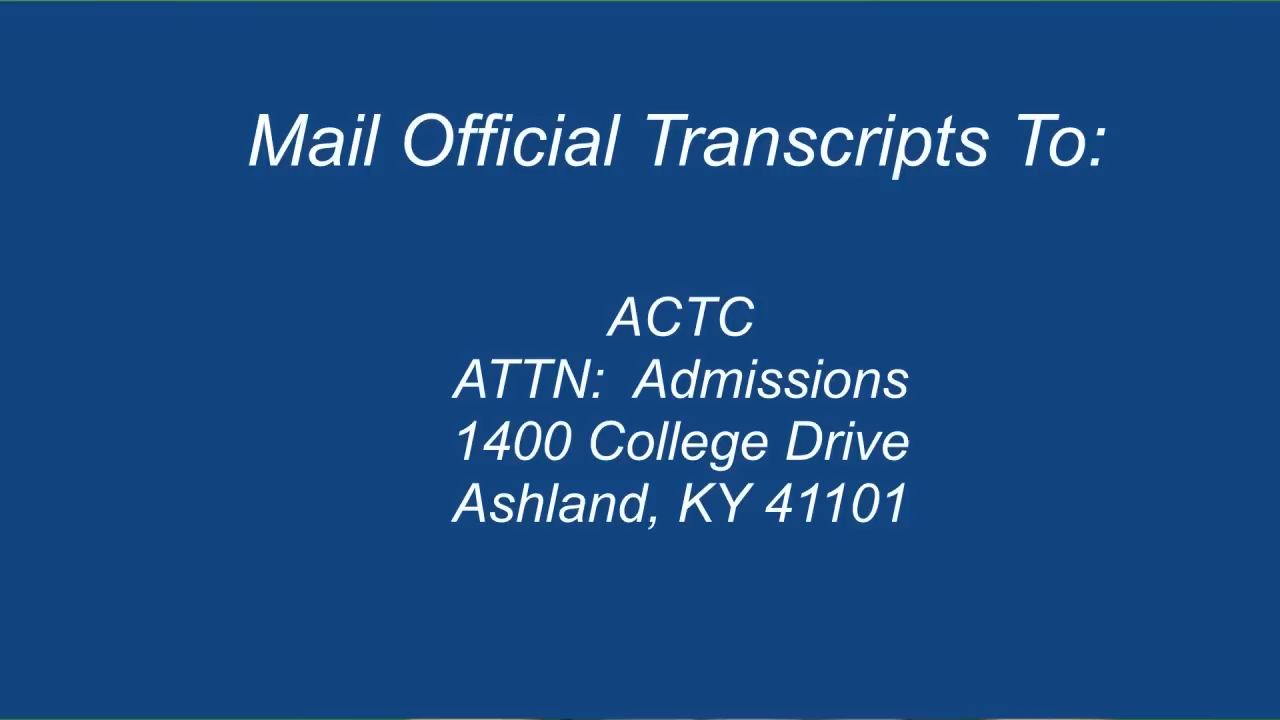 Mail Official Transcripts To:
ACTC
ATTN:  Admissions
1400 College Drive
Ashland, KY 41101